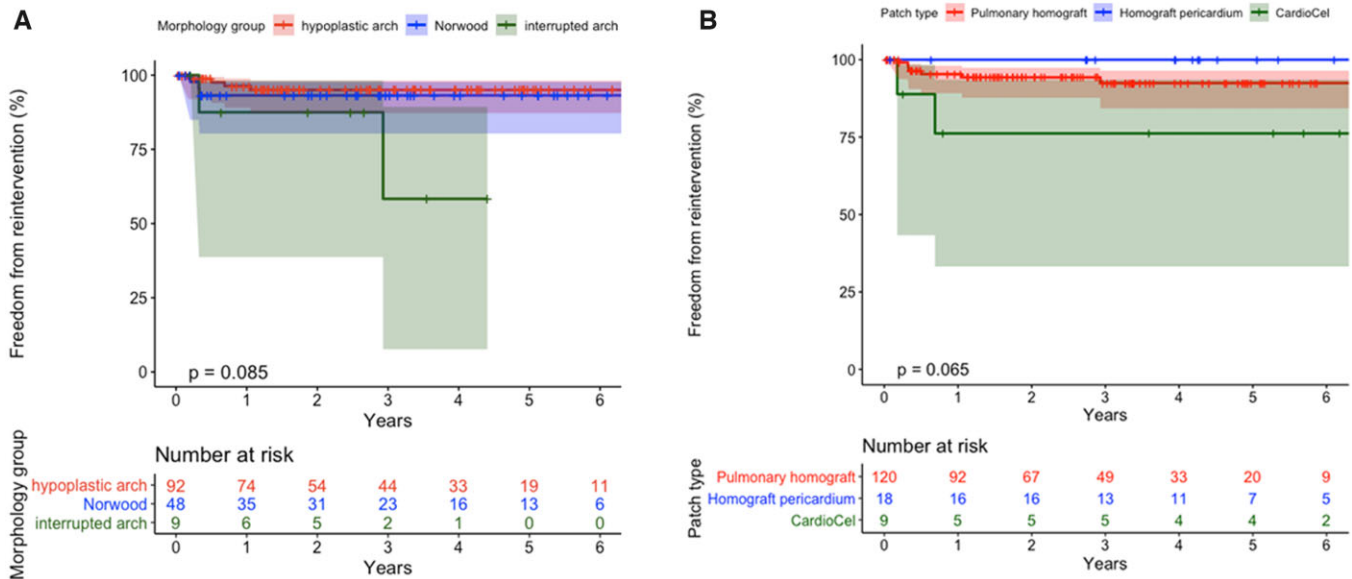 A
Morphology group hypoplastic arch Norwood interrupted arch
Freedom from reintervention (%)
100
75
50
25
0
p = 0.085
0 1 2 3 4 5 6
Years
Number at risk
Morphology group
hypoplastic arch 92 74 54 44 33 19 11
Norwood 48 35 31 23 16 13 6
interrupted arch 9 6 5 2 1 0 0
0 1 2 3 4 5 6
Years
B
Patch type Pulmonary homograft Homograft pericardium CardioCel
Freedom from reintervention (%)
100
75
50
25
0
p = 0.065
0 1 2 3 4 5 6
Years
Number at risk
Patch type
Pulmonary homograft 120 92 67 49 33 20 9
Homograft pericardium 18 16 16 13 11 7 5
CardioCel 9 5 5 5 4 4 2
0 1 2 3 4 5 6
Years